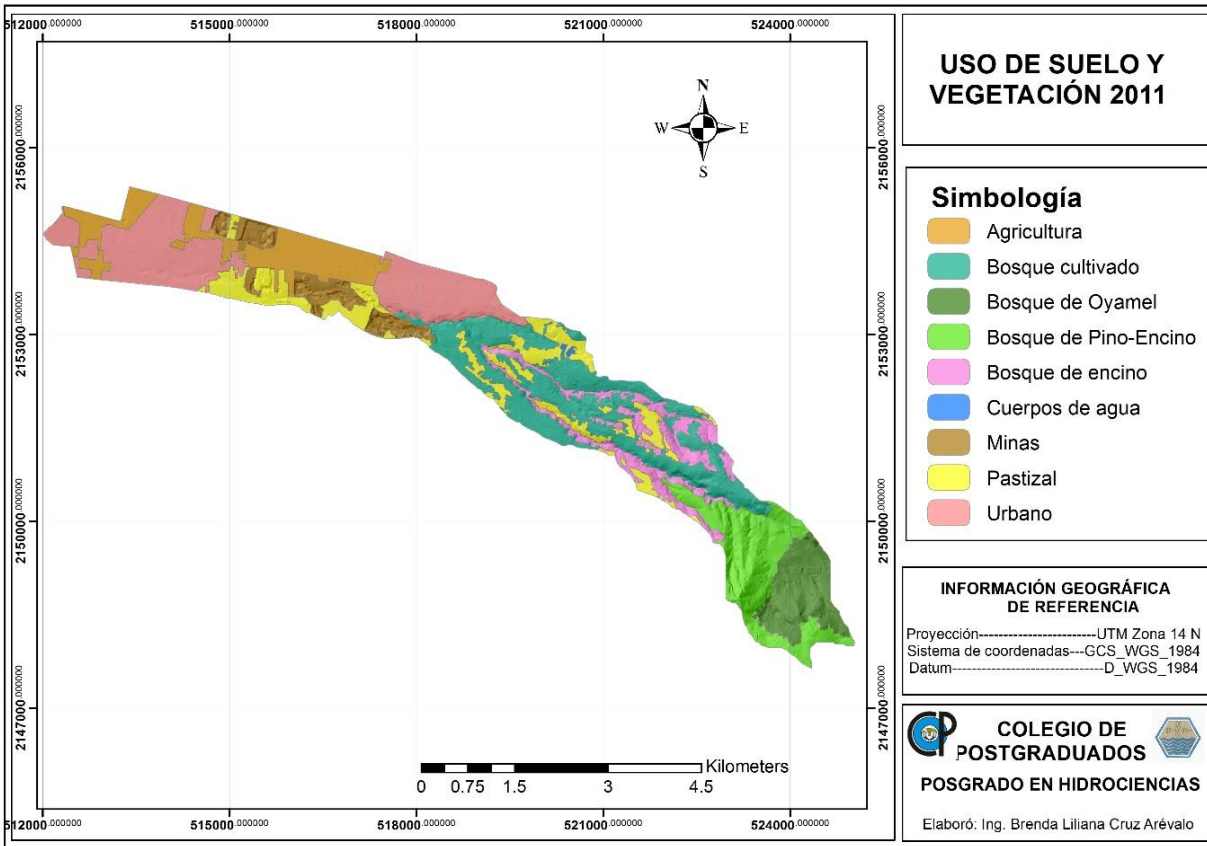 512000.000000 515000.000000 518000.000000 521000.000000 524000.000000
2156000.000000 2156000.000000
2153000.000000 2153000.000000
2150000.000000 2150000.000000
2147000.000000 2147000.000000
N
W E
S
Kilometers
0 0.75 1.5 3 4.5
512000.000000 515000.000000 518000.000000 521000.000000 524000.000000
USO DE SUELO Y
VEGETACIÓN 2011
Simbología
Agricultura
Bosque cultivado
Bosque de Oyamel
Bosque de Pino-Encino
Bosque de encino
Cuerpos de agua
Minas
Pastizal
Urbano
INFORMACIÓN GEOGRÁFICA
DE REFERENCIA
Proyección-----------------------UTM Zona 14 N
Sistema de coordenadas---GCS_WGS_1984
Datum-------------------------------D_WGS_1984
CP
COLEGIO DE
POSTGRADUADOS
POSGRADO EN HIDROCIENCIAS
Elaboró: Ing. Brenda Liliana Cruz Arévalo